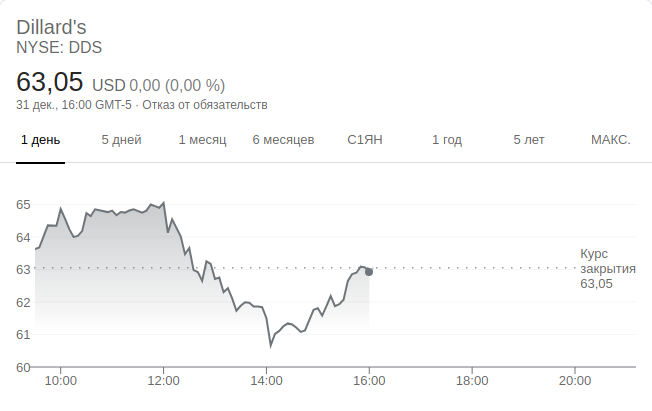 Dillard's
NYSE: DDS
63,05 USD 0,00 (0,00 %)
31 дек., 16:00 GMT-5 · Отказ от обязательств
1 день 5 дней 1 месяц 6 месяцев С1ЯН 1 год 5 лет МАКС.
65
64
63
62
61
60
Курс
закрытия
63,05
10:00 12:00 14:00 16:00 18:00 20:00